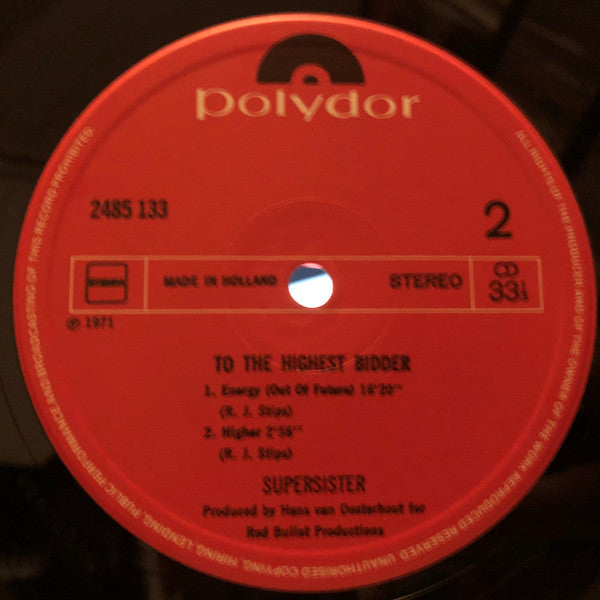 polydor
2485 133
2
STEMRA
MADE IN HOLLAND
STEREO
33⅓
℗ 1971
TO THE HIGHEST BIDDER
1. Energy (Out Of Future) 16'20''
(R. J. Stips)
2. Higher 2'56''
(R. J. Stips)
SUPERSISTER
Produced by Hans van Oosterhout for
Red Bullet Productions
ALL RIGHTS OF THE PRODUCER AND OF THE OWNER OF THE WORK REPRODUCED RESERVED UNAUTHORISED COPYING, HIRING, LENDING, PUBLIC PERFORMANCE AND BROADCASTING OF THIS RECORD PROHIBITED